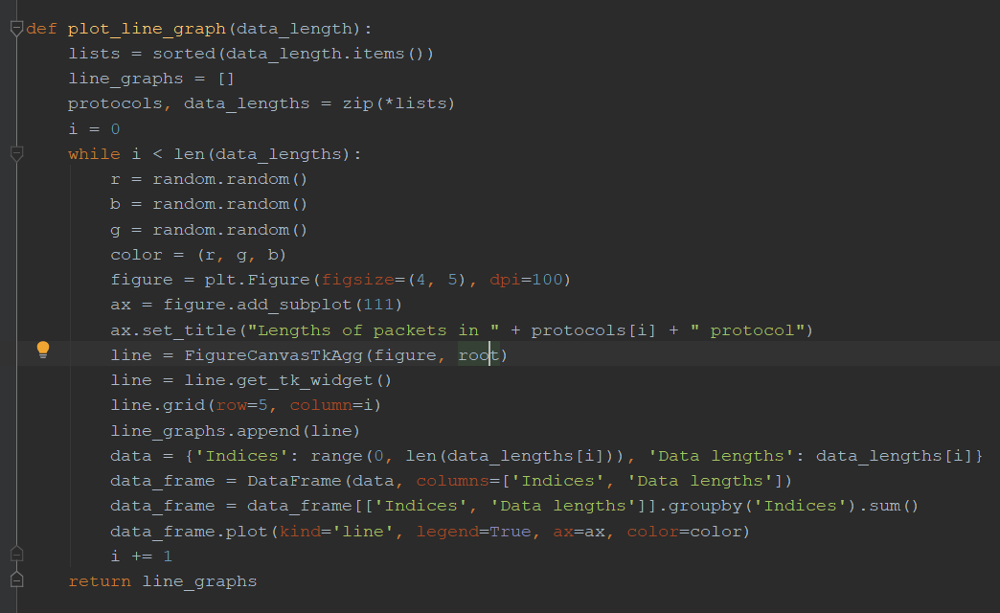 def plot_line_graph(data_length):
    lists = sorted(data_length.items())
    line_graphs = []
    protocols, data_lengths = zip(*lists)
    i = 0
    while i < len(data_lengths):
        r = random.random()
        b = random.random()
        g = random.random()
        color = (r, g, b)
        figure = plt.Figure(figsize=(4, 5), dpi=100)
        ax = figure.add_subplot(111)
        ax.set_title("Lengths of packets in " + protocols[i] + " protocol")
        line = FigureCanvasTkAgg(figure, root)
        line = line.get_tk_widget()
        line.grid(row=5, column=i)
        line_graphs.append(line)
        data = {'Indices': range(0, len(data_lengths[i])), 'Data lengths': data_lengths[i]}
        data_frame = DataFrame(data, columns=['Indices', 'Data lengths'])
        data_frame = data_frame[['Indices', 'Data lengths']].groupby('Indices').sum()
        data_frame.plot(kind='line', legend=True, ax=ax, color=color)
        i += 1
    return line_graphs